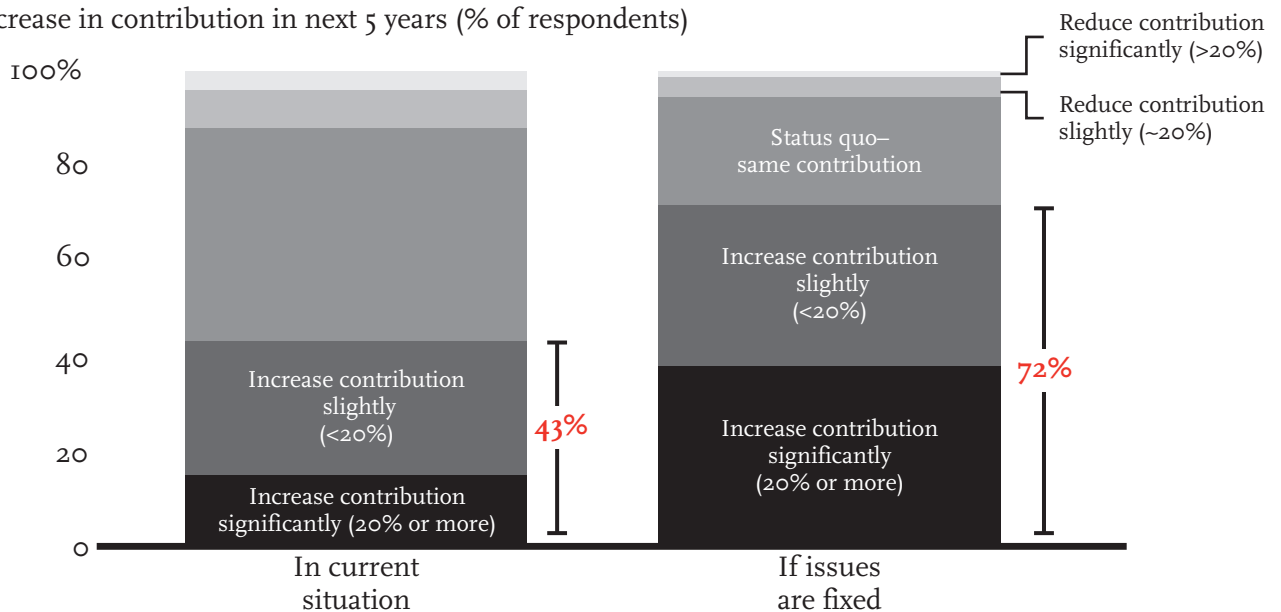 crease in contribution in next 5 years (% of respondents)
Reduce contribution
significantly (>20%)
Reduce contribution
slightly (~20%)
100%
80
60
40
20
0
Increase contribution
slightly
(<20%)
Increase contribution
significantly (20% or more)
43%
Status quo–
same contribution
Increase contribution
slightly
(<20%)
Increase contribution
significantly
(20% or more)
72%
In current
situation
If issues
are fixed